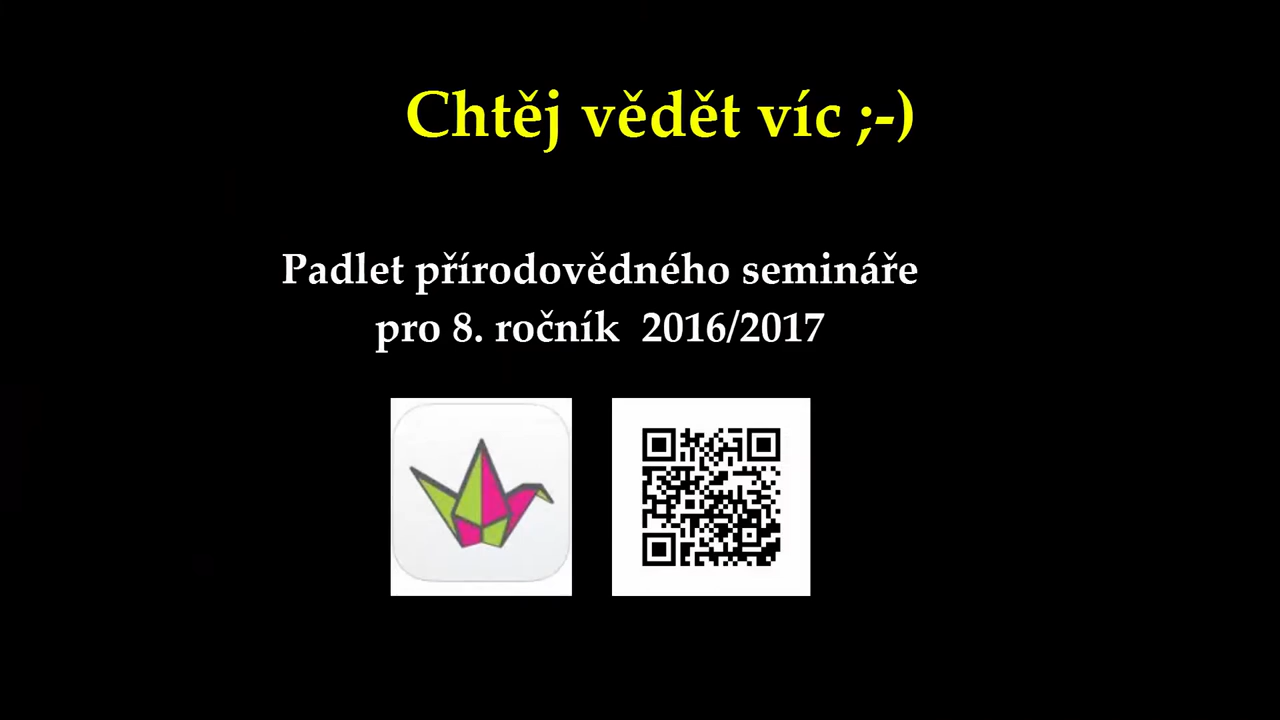 Chtěj vědět víc ;-)
Padlet přírodovědného semináře
pro 8. ročník 2016/2017